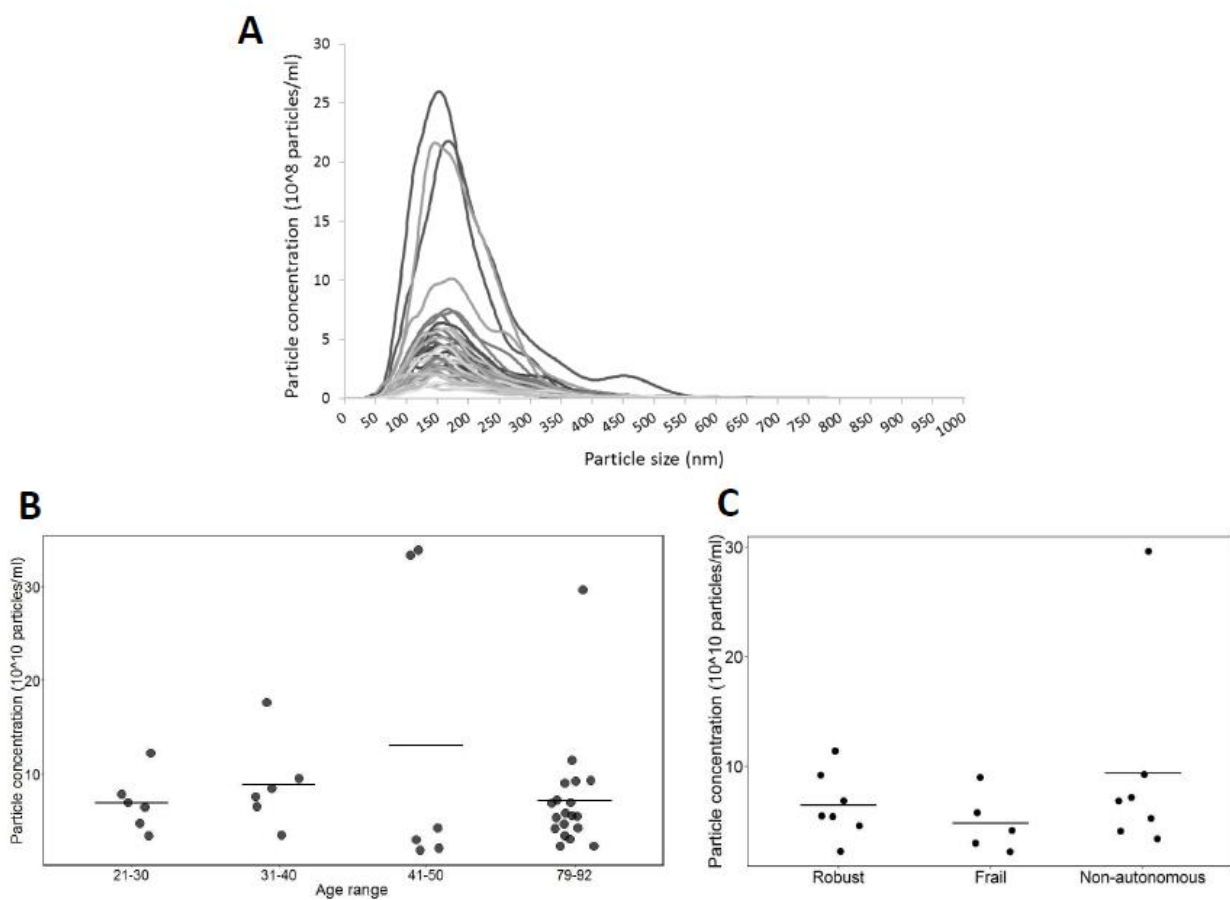 A
Particle concentration (10^8 particles/ml)
30
25
20
15
10
5
0
0 50 100 150 200 250 300 350 400 450 500 550 600 650 700 750 800 850 900 950 1000
Particle size (nm)
B
Particle concentration (10^10 particles/ml)
30
20
10
21-30 31-40 41-50 79-92
Age range
C
Particle concentration (10^10 particles/ml)
30
20
10
Robust Frail Non-autonomous